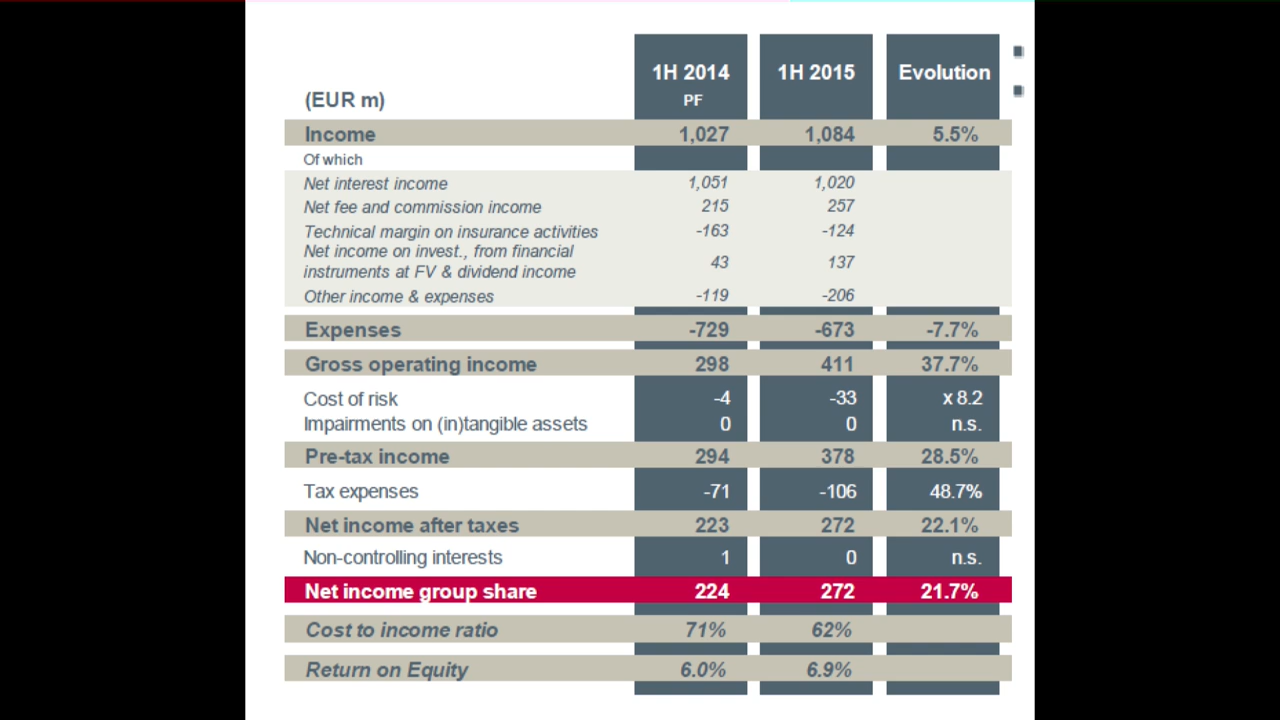 1H 2014 1H 2015 Evolution
(EUR m) PF
Income 1,027 1,084 5.5%
Of which
Net interest income 1,051 1,020
Net fee and commission income 215 257
Technical margin on insurance activities -163 -124
Net income on invest., from financial
instruments at FV & dividend income 43 137
Other income & expenses -119 -206
Expenses -729 -673 -7.7%
Gross operating income 298 411 37.7%
Cost of risk -4 -33 x 8.2
Impairments on (in)tangible assets 0 0 n.s.
Pre-tax income 294 378 28.5%
Tax expenses -71 -106 48.7%
Net income after taxes 223 272 22.1%
Non-controlling interests 1 0 n.s.
Net income group share 224 272 21.7%
Cost to income ratio 71% 62%
Return on Equity 6.0% 6.9%